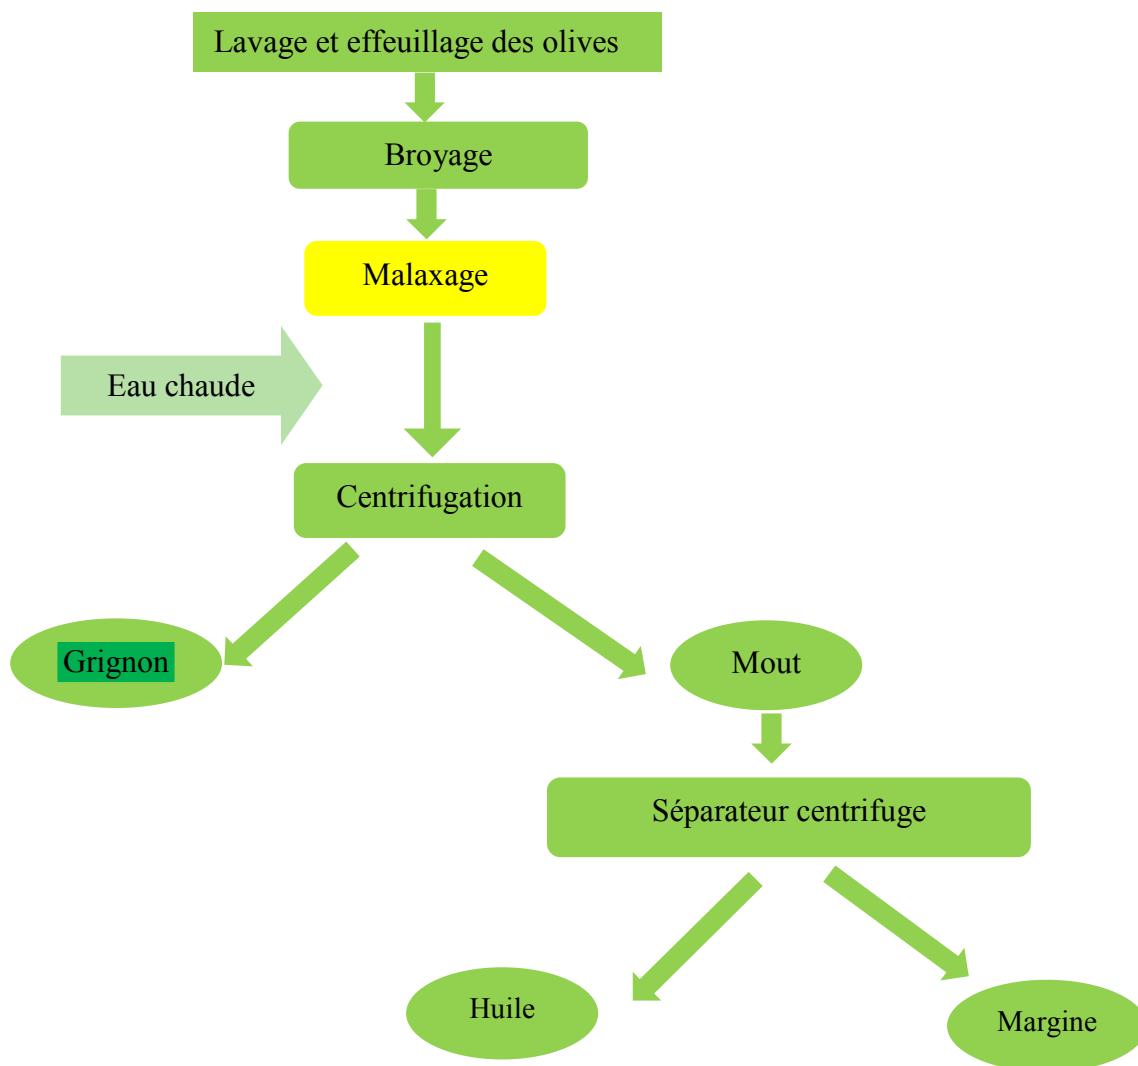 Lavage et effeuillage des olives
Broyage
Malaxage
Eau chaude
Centrifugation
Grignon
Mout
Séparateur centrifuge
Huile
Margine